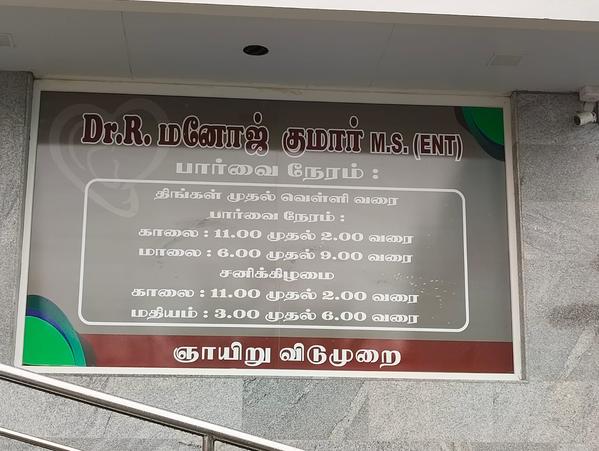 Dr.R. மனோஜ் குமார் M.S. (ENT)
பார்வை நேரம் :
திங்கள் முதல் வெள்ளி வரை
பார்வை நேரம் :
காலை : 11.00 முதல் 2.00 வரை
மாலை : 6.00 முதல் 9.00 வரை
சனிக்கிழமை
காலை : 11.00 முதல் 2.00 வரை
மதியம் : 3.00 முதல் 6.00 வரை
ஞாயிறு விடுமுறை